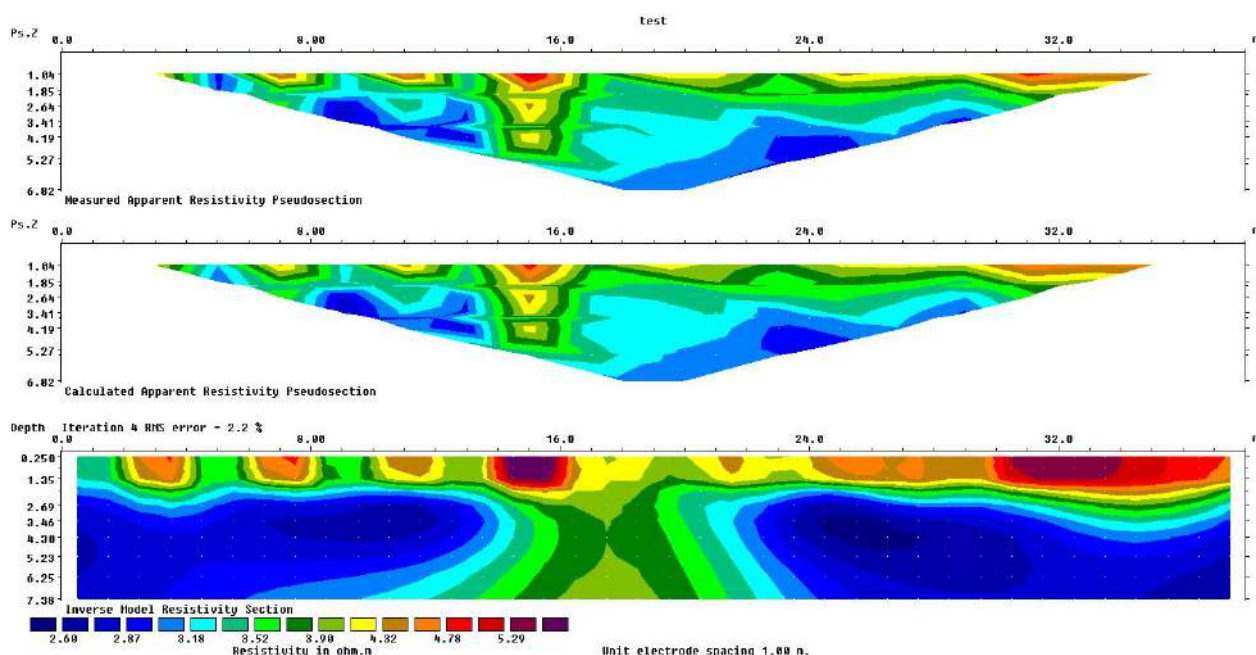 test
Ps.Z 0.0 8.00 16.0 24.0 32.0 m
1.04
1.85
2.64
3.41
4.19
5.27
6.02
Measured Apparent Resistivity Pseudosection
Ps.Z 0.0 8.00 16.0 24.0 32.0 m
1.04
1.85
2.64
3.41
4.19
5.27
6.02
Calculated Apparent Resistivity Pseudosection
Depth Iteration 4 RMS error = 2.2 %
0.0 8.00 16.0 24.0 32.0 m
0.250
1.35
2.69
3.46
4.30
5.23
6.25
7.38
Inverse Model Resistivity Section
2.60 2.87 3.18 3.52 3.90 4.32 4.78 5.29
Resistivity in ohm.m Unit electrode spacing 1.00 m.